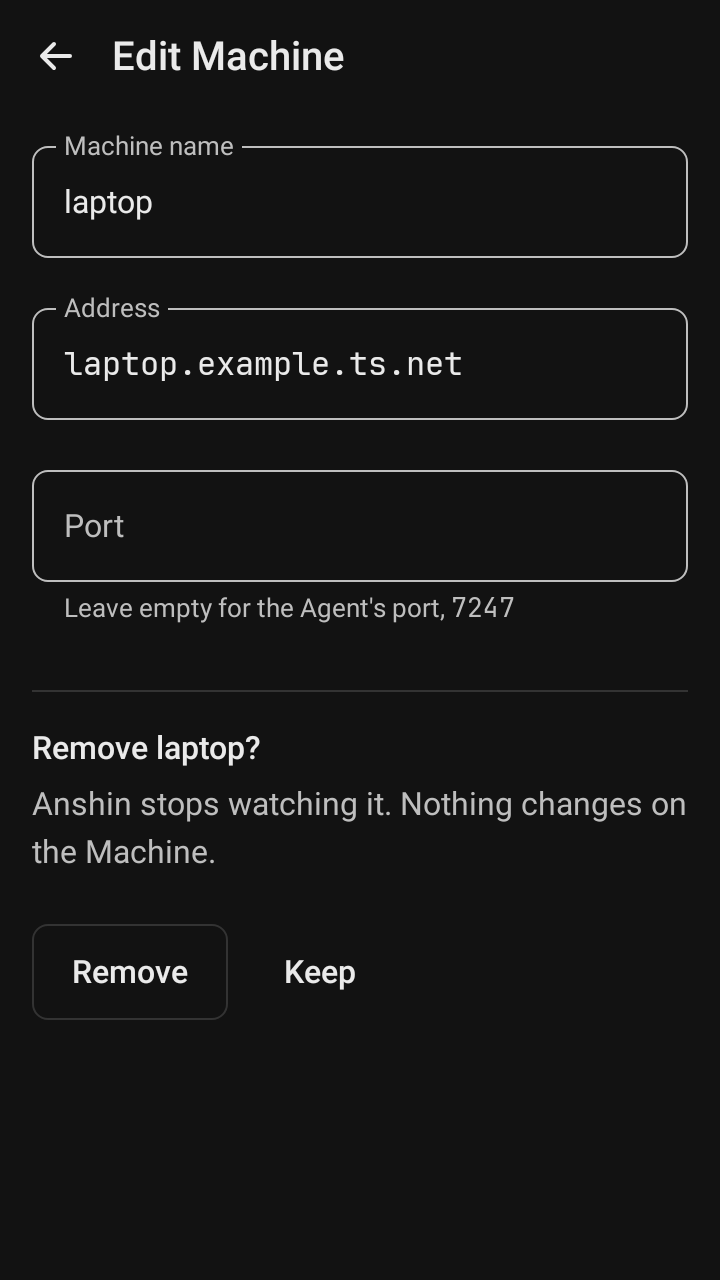 Edit Machine
Machine name
laptop
Address
laptop.example.ts.net
Port
Leave empty for the Agent's port, 7247
Remove laptop?
Anshin stops watching it. Nothing changes on
the Machine.
Remove
Keep